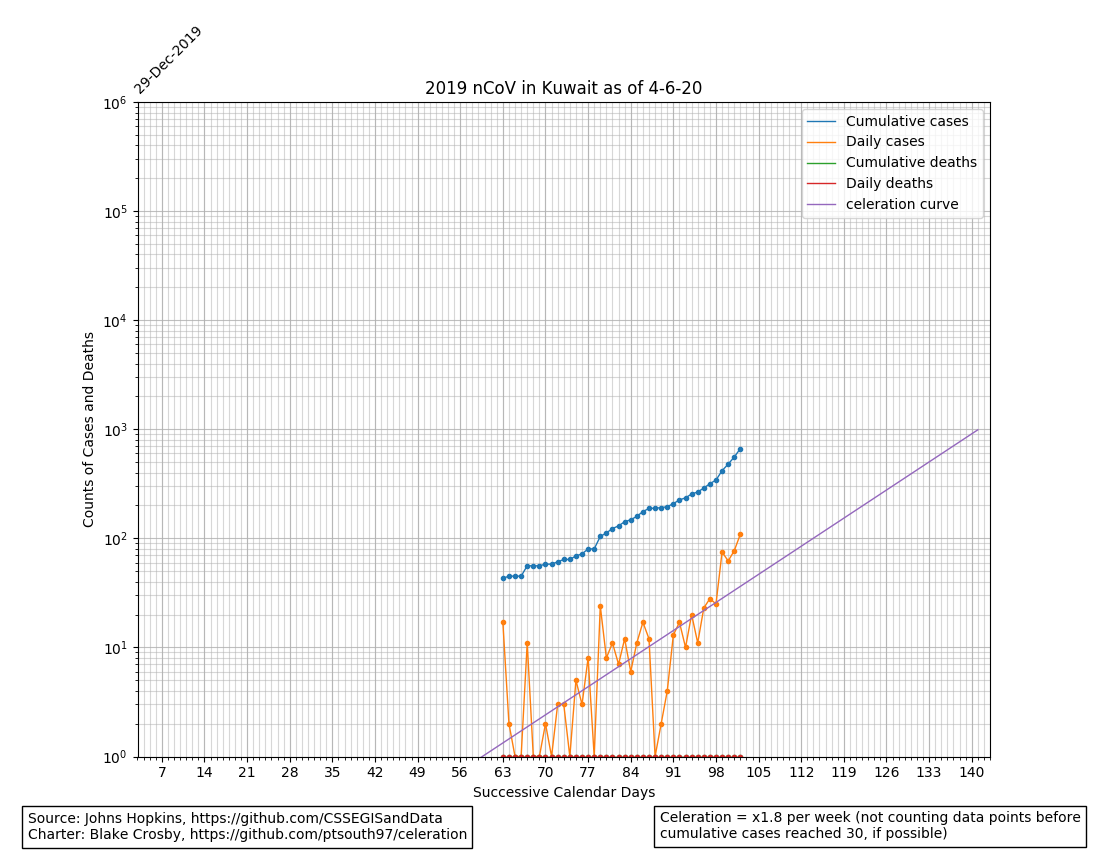 29-Dec-2019
2019 nCoV in Kuwait as of 4-6-20
Cumulative cases
Daily cases
Cumulative deaths
Daily deaths
celeration curve
Counts of Cases and Deaths
10^6
10^5
10^4
10^3
10^2
10^1
10^0
7 14 21 28 35 42 49 56 63 70 77 84 91 98 105 112 119 126 133 140
Successive Calendar Days
Source: Johns Hopkins, https://github.com/CSSEGISandData
Charter: Blake Crosby, https://github.com/ptsouth97/celeration
Celeration = x1.8 per week (not counting data points before
cumulative cases reached 30, if possible)